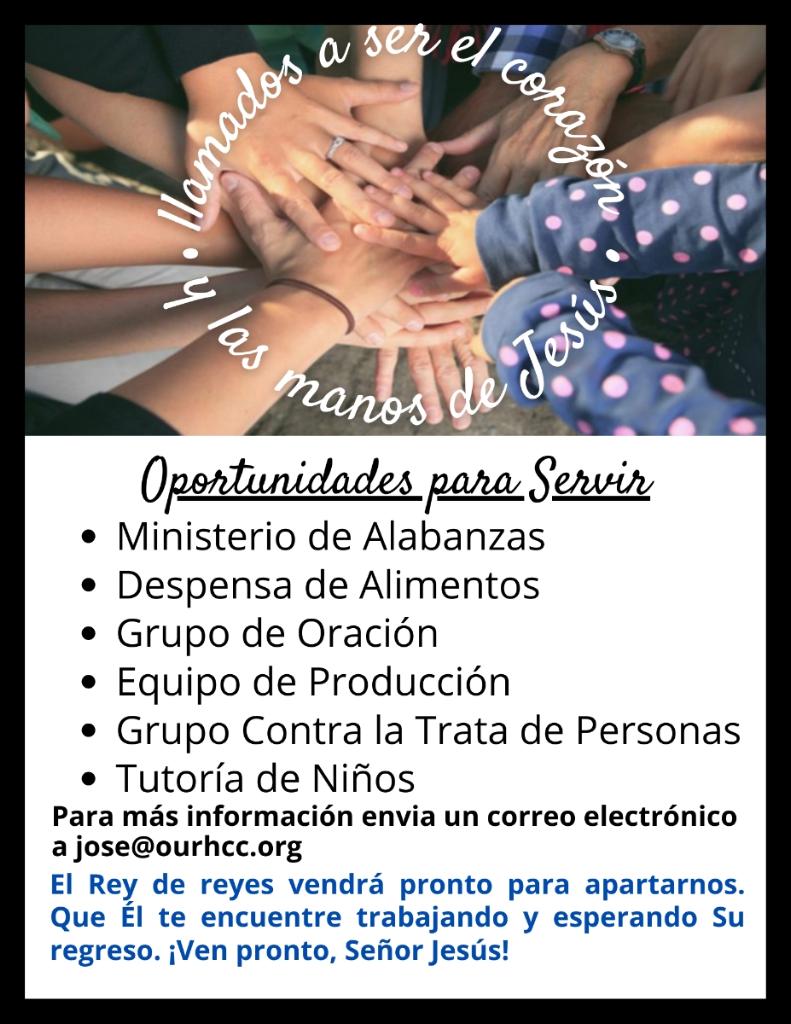 • llamados a ser el corazón •
y las manos de Jesús
Oportunidades para Servir
• Ministerio de Alabanzas
• Despensa de Alimentos
• Grupo de Oración
• Equipo de Producción
• Grupo Contra la Trata de Personas
• Tutoría de Niños
Para más información envia un correo electrónico
a jose@ourhcc.org
El Rey de reyes vendrá pronto para apartarnos.
Que Él te encuentre trabajando y esperando Su
regreso. ¡Ven pronto, Señor Jesús!